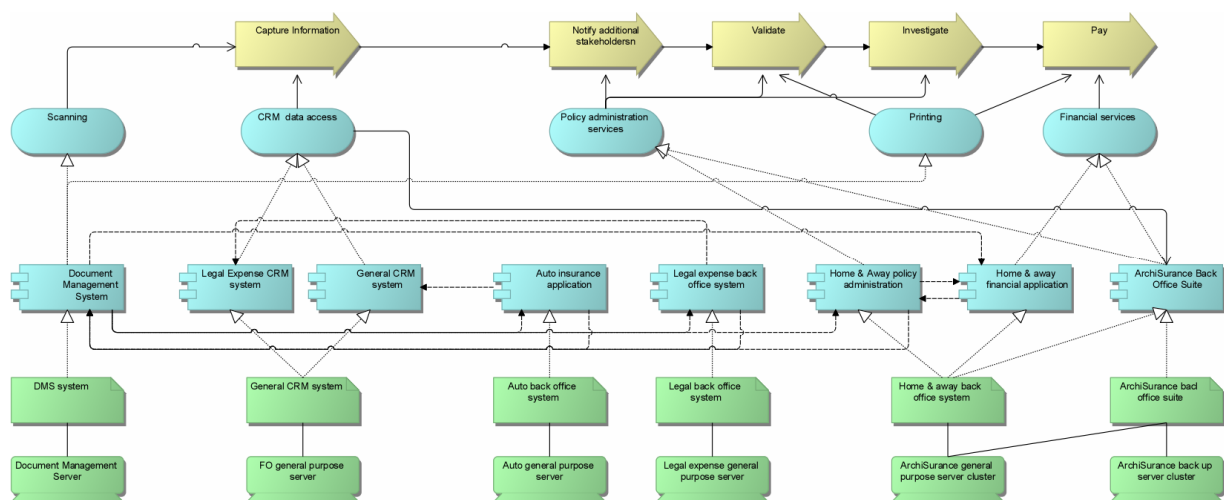 Capture Information
Notify additional
stakeholdersn
Validate
Investigate
Pay
Scanning
CRM data access
Policy administration
services
Printing
Financial services
Document
Management
System
Legal Expense CRM
system
General CRM
system
Auto insurance
application
Legal expense back
office system
Home & Away policy
administration
Home & away
financial application
ArchiSurance Back
Office Suite
DMS system
General CRM system
Auto back office
system
Legal back office
system
Home & away back
office system
ArchiSurance bacl
office suite
Document Management
Server
FO general purpose
server
Auto general purpose
server
Legal expense general
purpose server
ArchiSurance general
purpose server cluster
ArchiSurance back up
server cluster